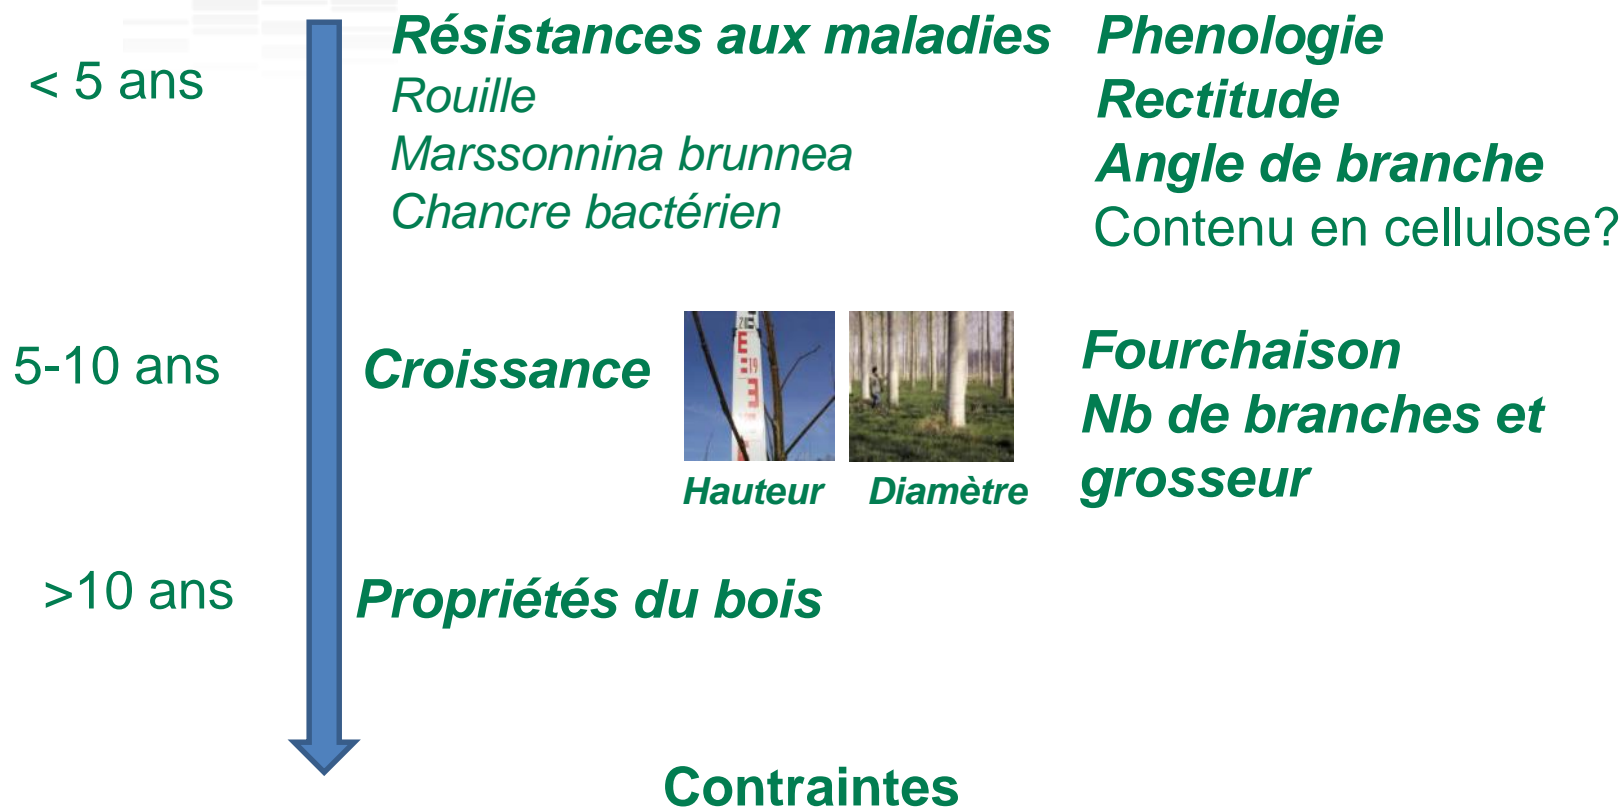 < 5 ans
Résistances aux maladies
Rouille
Marssonnina brunnea
Chancre bactérien
Phenologie
Rectitude
Angle de branche
Contenu en cellulose?
5-10 ans
Croissance
E
19
Hauteur
Diamètre
Fourchaison
Nb de branches et
grosseur
>10 ans
Propriétés du bois
Contraintes